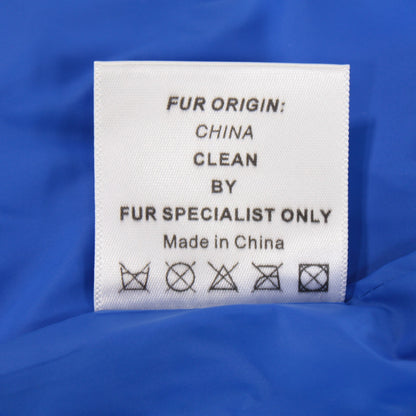 FUR ORIGIN:
CHINA
CLEAN
BY
FUR SPECIALIST ONLY
Made in China